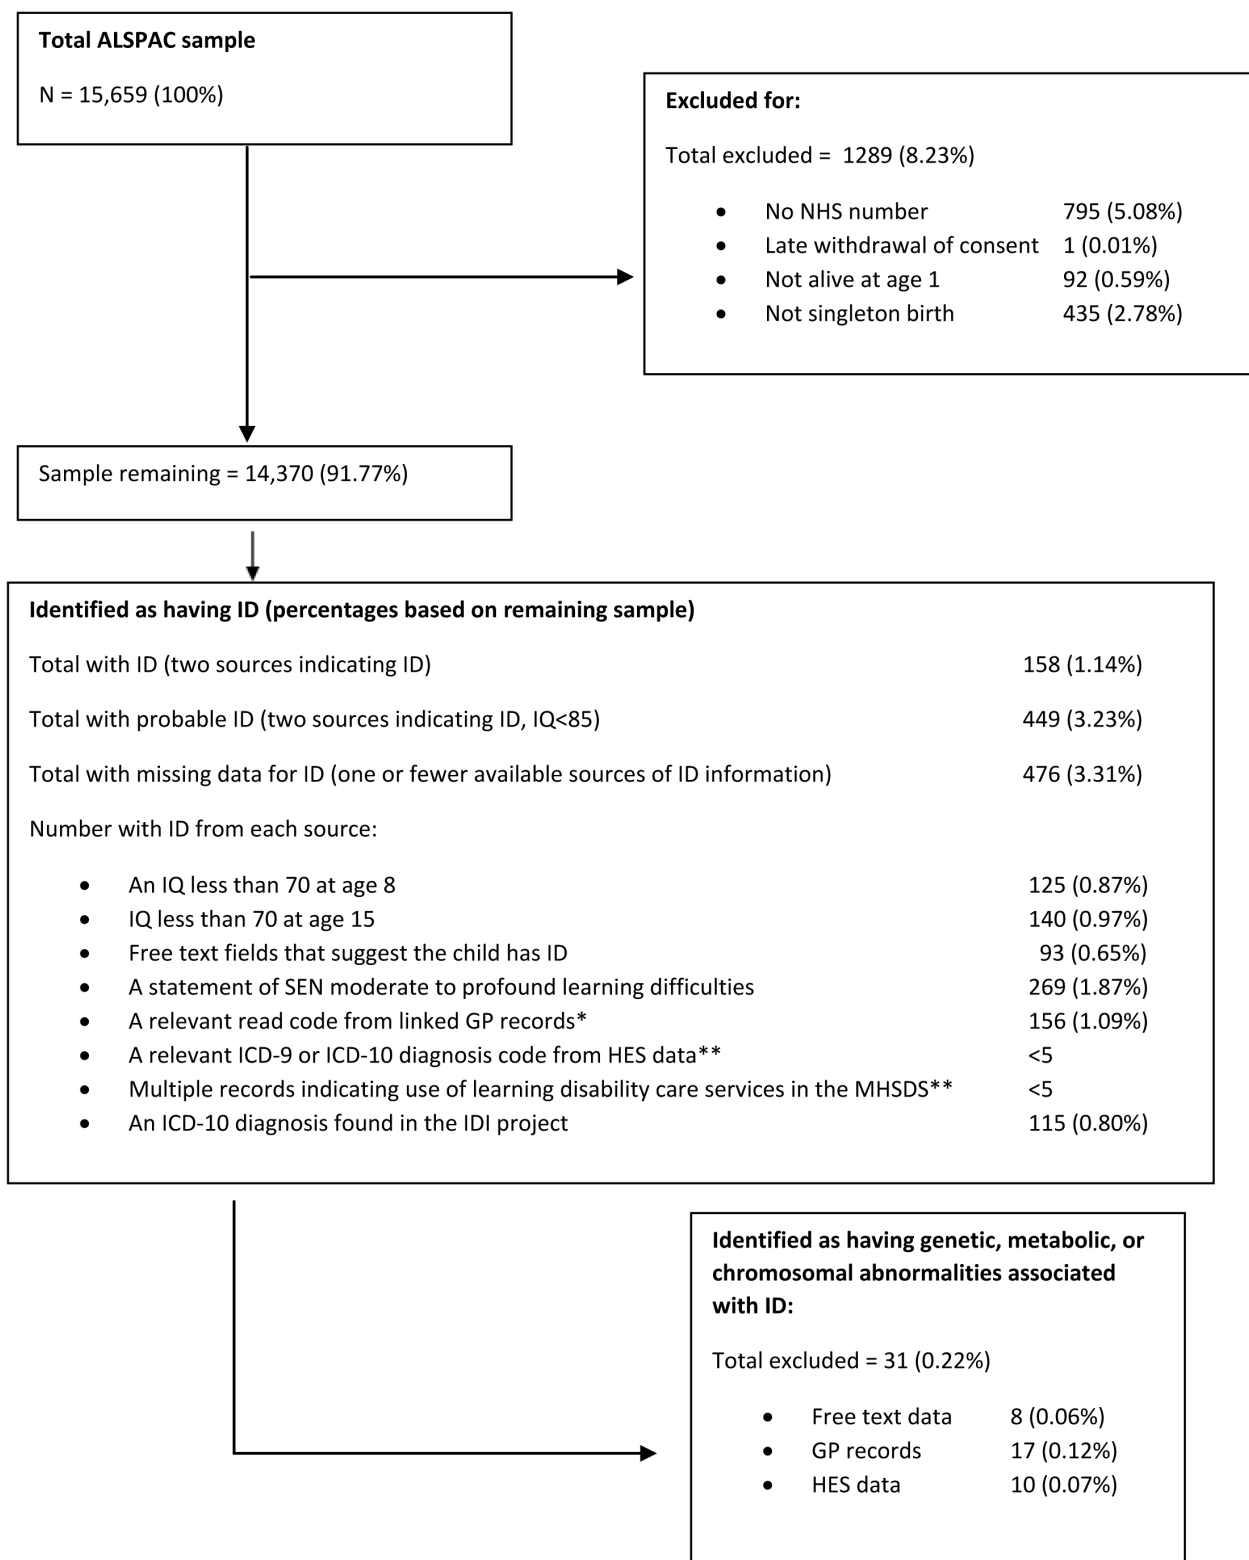 Total ALSPAC sample
N = 15,659 (100%)
Excluded for:
Total excluded = 1289 (8.23%)
• No NHS number 795 (5.08%)
• Late withdrawal of consent 1 (0.01%)
• Not alive at age 1 92 (0.59%)
• Not singleton birth 435 (2.78%)
Sample remaining = 14,370 (91.77%)
Identified as having ID (percentages based on remaining sample)
Total with ID (two sources indicating ID) 158 (1.14%)
Total with probable ID (two sources indicating ID, IQ<85) 449 (3.23%)
Total with missing data for ID (one or fewer available sources of ID information) 476 (3.31%)
Number with ID from each source:
• An IQ less than 70 at age 8 125 (0.87%)
• IQ less than 70 at age 15 140 (0.97%)
• Free text fields that suggest the child has ID 93 (0.65%)
• A statement of SEN moderate to profound learning difficulties 269 (1.87%)
• A relevant read code from linked GP records* 156 (1.09%)
• A relevant ICD-9 or ICD-10 diagnosis code from HES data** <5
• Multiple records indicating use of learning disability care services in the MHSDS** <5
• An ICD-10 diagnosis found in the IDI project 115 (0.80%)
Identified as having genetic, metabolic, or
chromosomal abnormalities associated
with ID:
Total excluded = 31 (0.22%)
• Free text data 8 (0.06%)
• GP records 17 (0.12%)
• HES data 10 (0.07%)